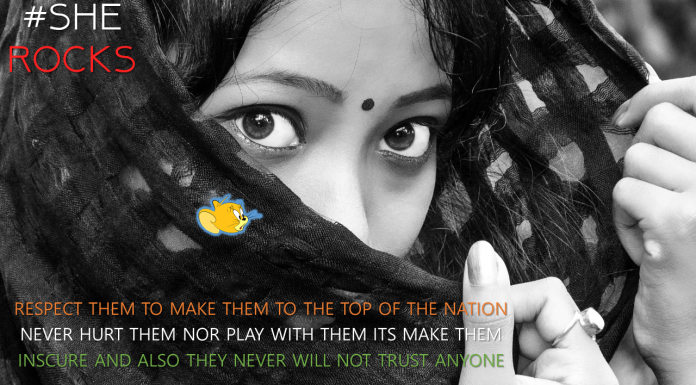 #SHE
ROCKS
RESPECT THEM TO MAKE THEM TO THE TOP OF THE NATION
NEVER HURT THEM NOR PLAY WITH THEM ITS MAKE THEM
INSCURE AND ALSO THEY NEVER WILL NOT TRUST ANYONE